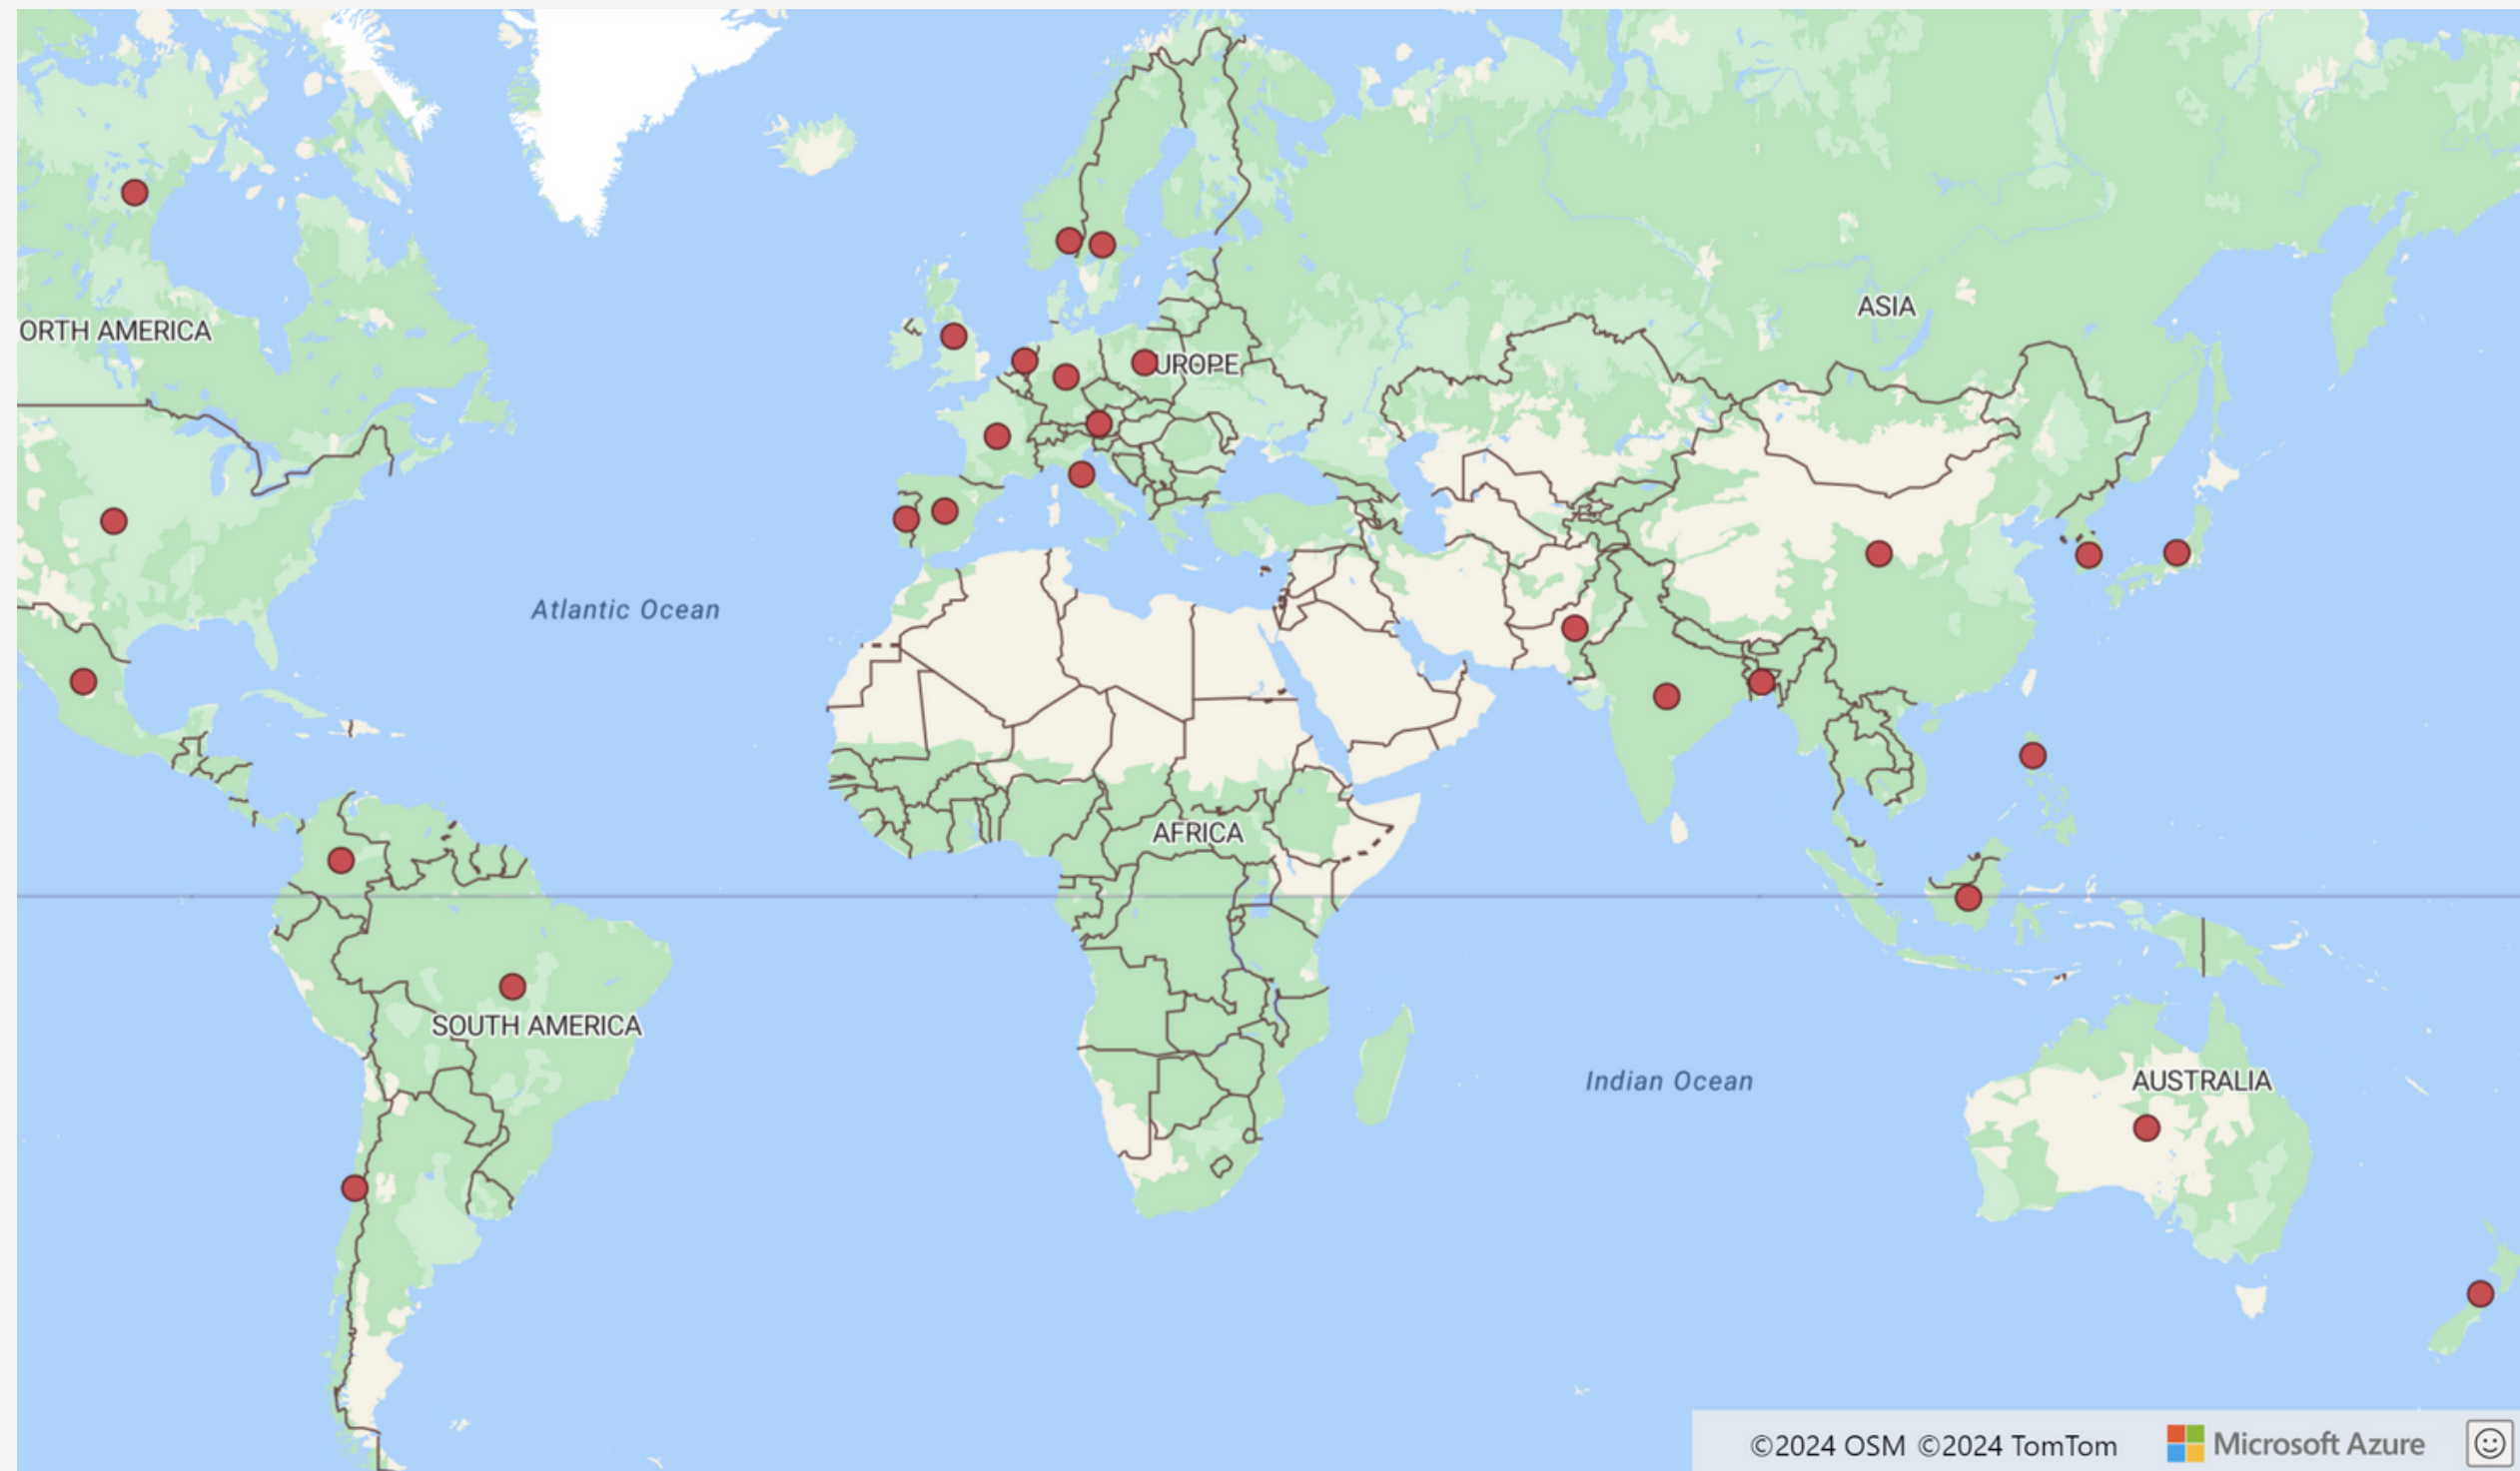 ASIA
ORTH AMERICA
UROPE
Atlantic Ocean
AFRICA
SOUTH AMERICA
Indian Ocean
AUSTRALIA
©2024 OSM ©2024 TomTom Microsoft Azure